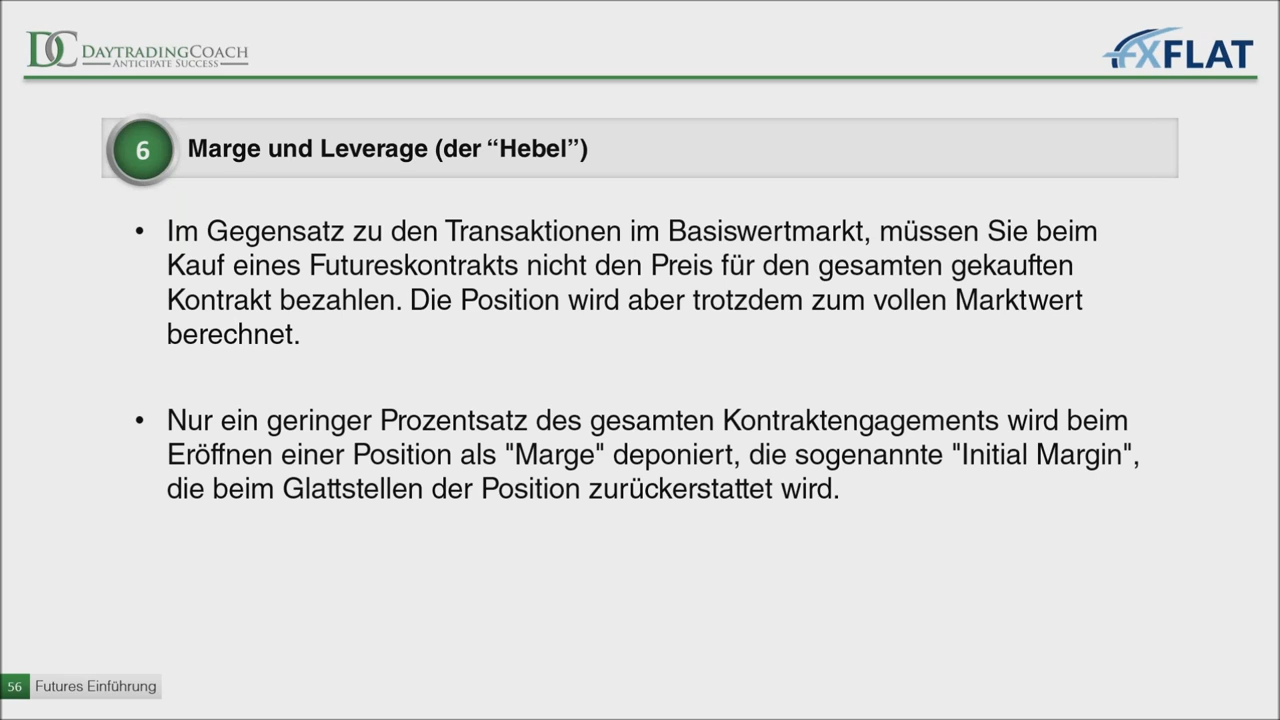 DC DAYTRADINGCOACH
ANTICIPATE SUCCESS
FXFLAT
6 Marge und Leverage (der “Hebel”)
• Im Gegensatz zu den Transaktionen im Basiswertmarkt, müssen Sie beim
Kauf eines Futureskontrakts nicht den Preis für den gesamten gekauften
Kontrakt bezahlen. Die Position wird aber trotzdem zum vollen Marktwert
berechnet.
• Nur ein geringer Prozentsatz des gesamten Kontraktengagements wird beim
Eröffnen einer Position als "Marge" deponiert, die sogenannte "Initial Margin",
die beim Glattstellen der Position zurückerstattet wird.
56 Futures Einführung